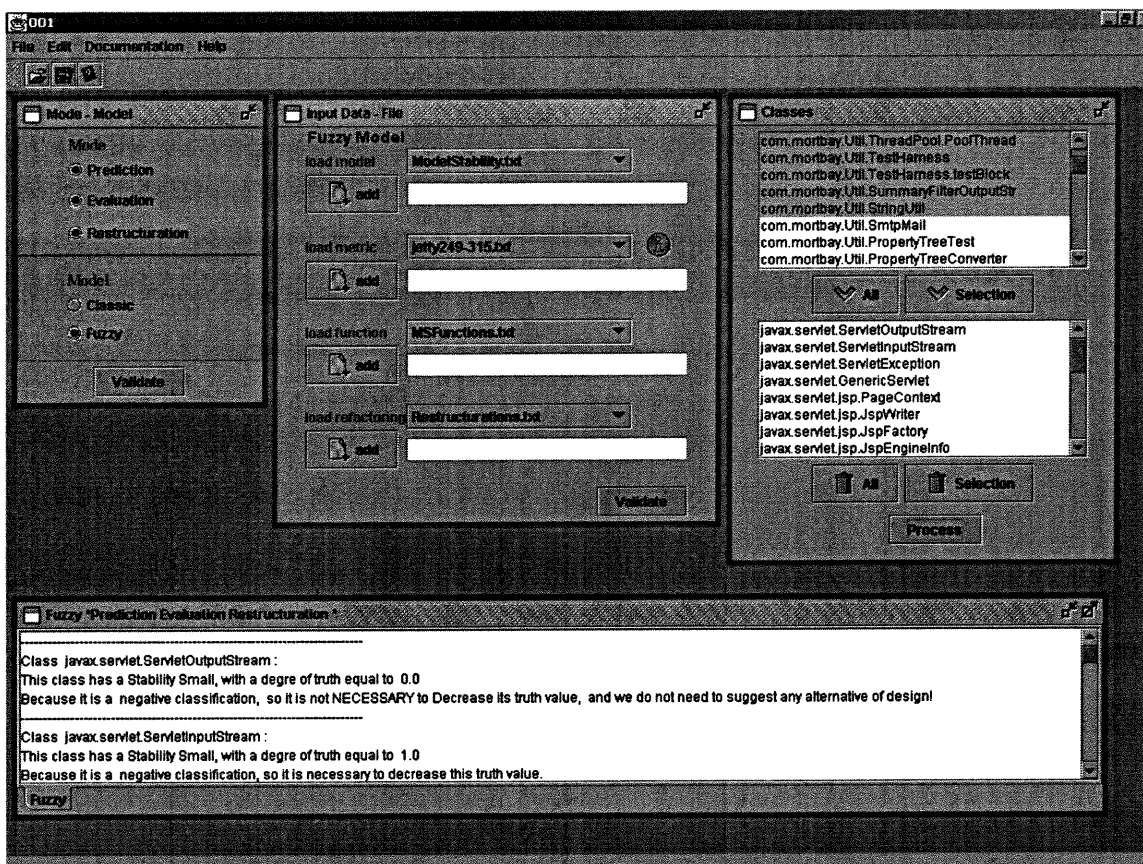 001
File Edit Documentation Help
Mode - Model
Mode
Prediction
Evaluation
Restructuration
Model
Classic
Fuzzy
Validate
Input Data - File
Fuzzy Model
load model ModelStability.txt
add
load metric jetty249-315.txt
add
load function MSFunctions.txt
add
load refactoring Restructurations.txt
add
Validate
Classes
com.mortbay.Util.ThreadPool.PoolThread
com.mortbay.Util.TestHarness
com.mortbay.Util.TestHarness.testBlock
com.mortbay.Util.SummaryFilterOutputStr
com.mortbay.Util.StringUtil
com.mortbay.Util.SmtpMail
com.mortbay.Util.PropertyTreeTest
com.mortbay.Util.PropertyTreeConverter
All Selection
javax.servlet.ServletOutputStream
javax.servlet.ServletInputStream
javax.servlet.ServletException
javax.servlet.GenericServlet
javax.servlet.jsp.PageContext
javax.servlet.jsp.JspWriter
javax.servlet.jsp.JspFactory
javax.servlet.jsp.JspEngineInfo
All Selection
Process
Fuzzy "Prediction Evaluation Restructuration "
Class javax.servlet.ServletOutputStream :
This class has a Stability Small, with a degre of truth equal to 0.0
Because it is a negative classification, so it is not NECESSARY to Decrease its truth value, and we do not need to suggest any alternative of design!
Class javax.servlet.ServletInputStream :
This class has a Stability Small, with a degre of truth equal to 1.0
Because it is a negative classification, so it is necessary to decrease this truth value.
Fuzzy